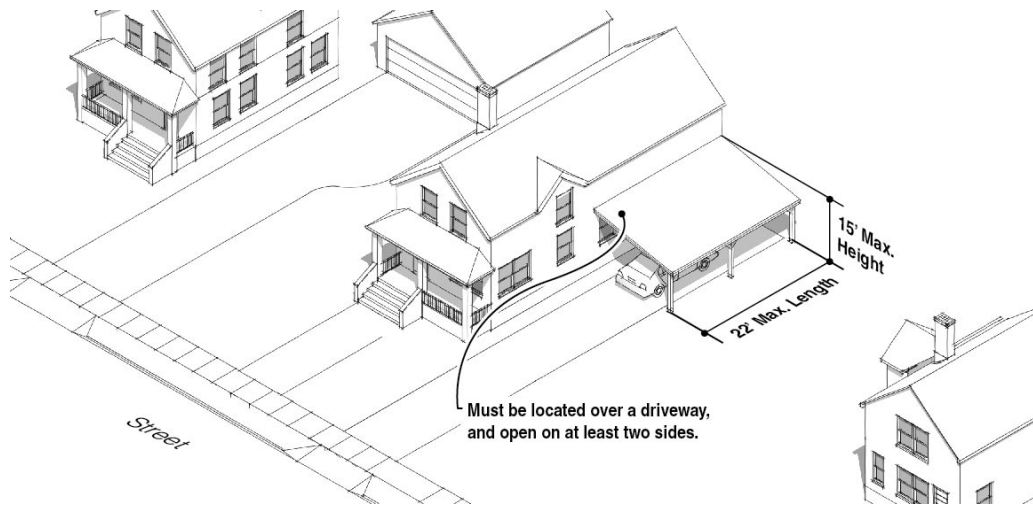 15' Max.
Height
22' Max. Length
Must be located over a driveway,
and open on at least two sides.
Street